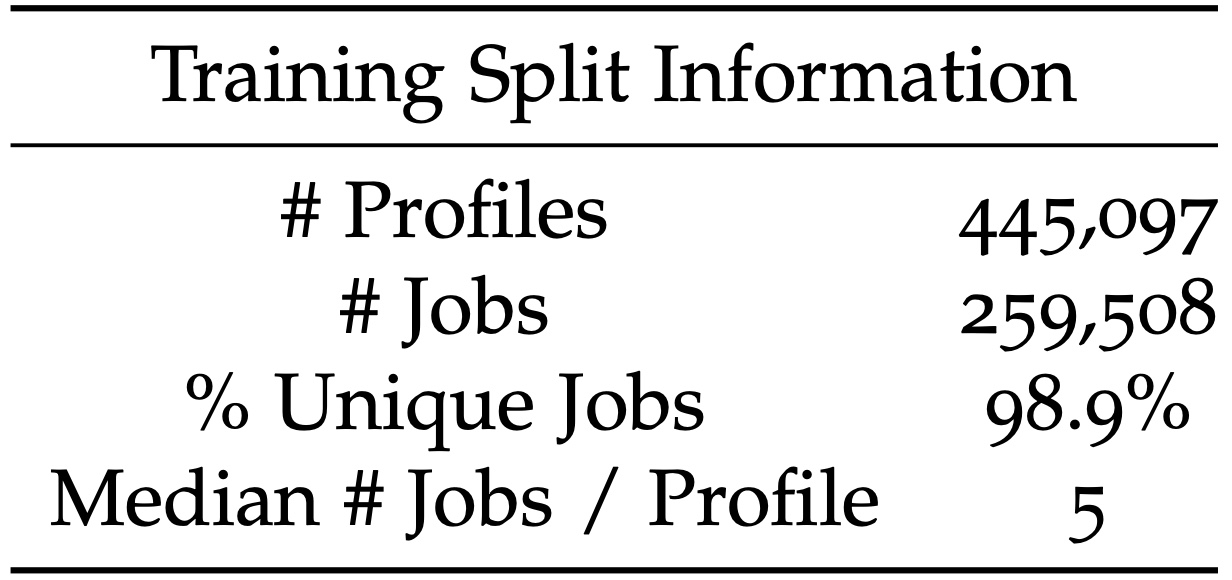 Training Split Information
# Profiles 445,097
# Jobs 259,508
% Unique Jobs 98.9%
Median # Jobs / Profile 5